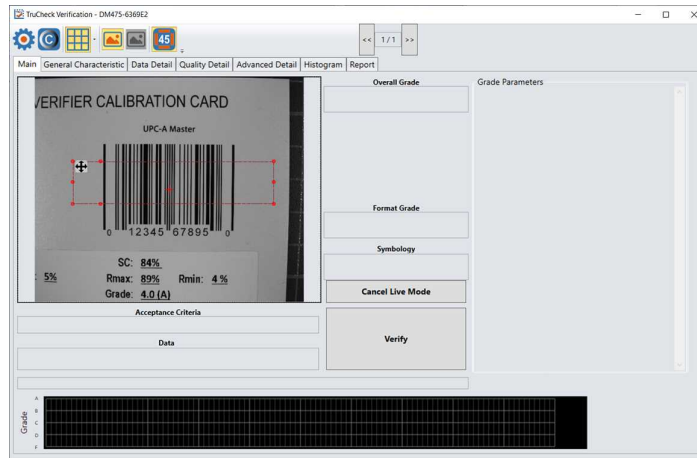 TruCheck Verification - DM475-6369E2
45
<< 1 / 1 >>
Main General Characteristic Data Detail Quality Detail Advanced Detail Histogram Report
VERIFIER CALIBRATION CARD
UPC-A Master
0 12345 67895 0
SC: 84%
: 5% Rmax: 89% Rmin: 4 %
Grade: 4.0 (A)
Overall Grade
Format Grade
Symbology
Cancel Live Mode
Verify
Grade Parameters
Acceptance Criteria
Data
Grade
A
B
C
D
F